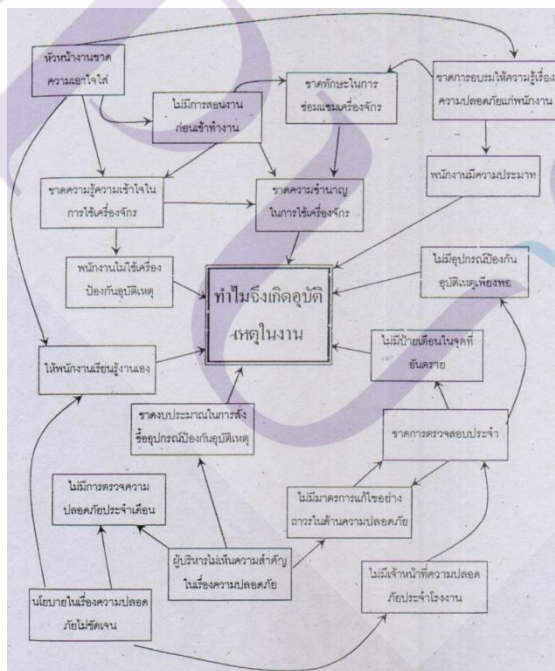 หัวหน้างานขาด
ความเอาใจใส่
ขาดการอบรมให้ความรู้เรื่อง
ความปลอดภัยแก่พนักงาน
ไม่มีการสอนงาน
ก่อนเข้าทำงาน
ขาดทักษะในการ
ซ่อมแซมเครื่องจักร
ขาดความรู้ความเข้าใจใน
การใช้เครื่องจักร
ขาดความชำนาญ
ในการใช้เครื่องจักร
พนักงานมีความประมาท
พนักงานไม่ใช้เครื่อง
ป้องกันอุบัติเหตุ
ทำไมจึงเกิดอุบัติ
เหตุในงาน
ไม่มีอุปกรณ์ป้องกัน
อุบัติเหตุเพียงพอ
ไม่มีป้ายเตือนในจุดที่
อันตราย
ให้พนักงานเรียนรู้งานเอง
ขาดงบประมาณในการสั่ง
ซื้ออุปกรณ์ป้องกันอุบัติเหตุ
ขาดการตรวจสอบประจำ
ไม่มีการตรวจความ
ปลอดภัยประจำเดือน
ไม่มีมาตรการแก้ไขอย่าง
ถาวรในด้านความปลอดภัย
ผู้บริหารไม่เห็นความสำคัญ
ในเรื่องความปลอดภัย
ไม่มีเจ้าหน้าที่ความปลอด
ภัยประจำโรงงาน
นโยบายในเรื่องความปลอด
ภัยไม่ชัดเจน